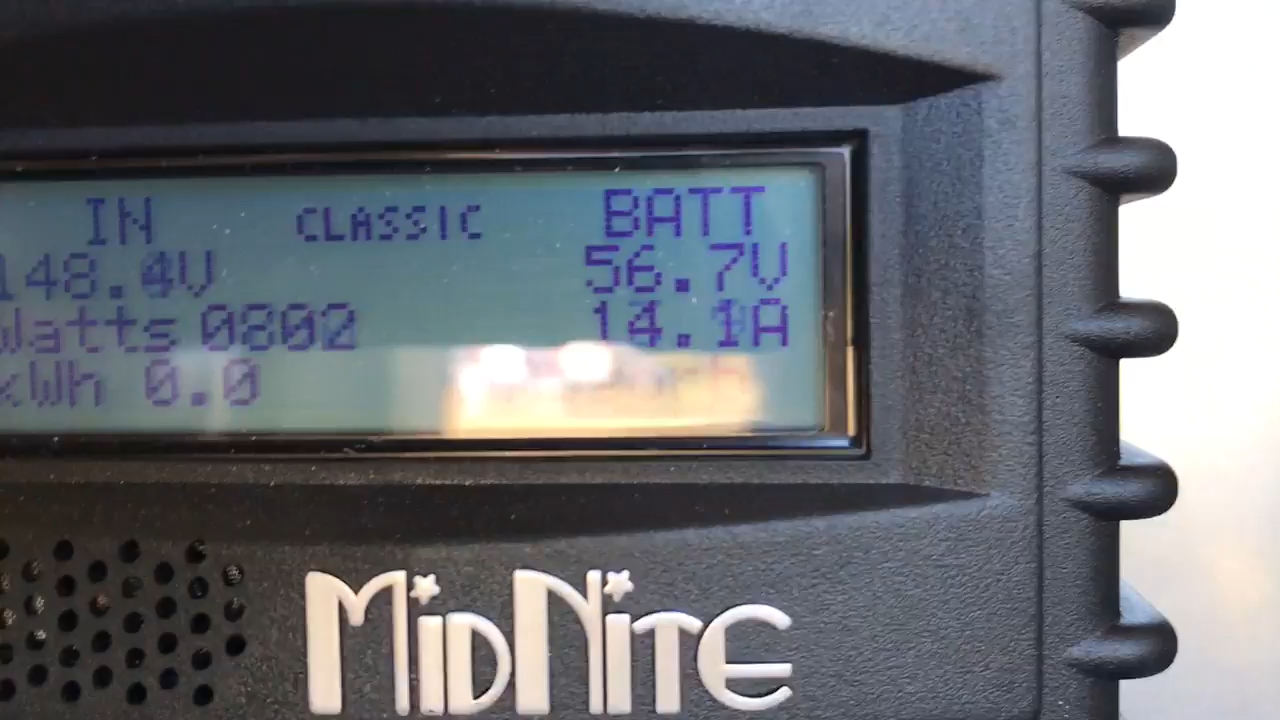 IN CLASSIC BATT
148.4V 56.7V
Watts 0802 14.1A
kWh 0.0
MidNite